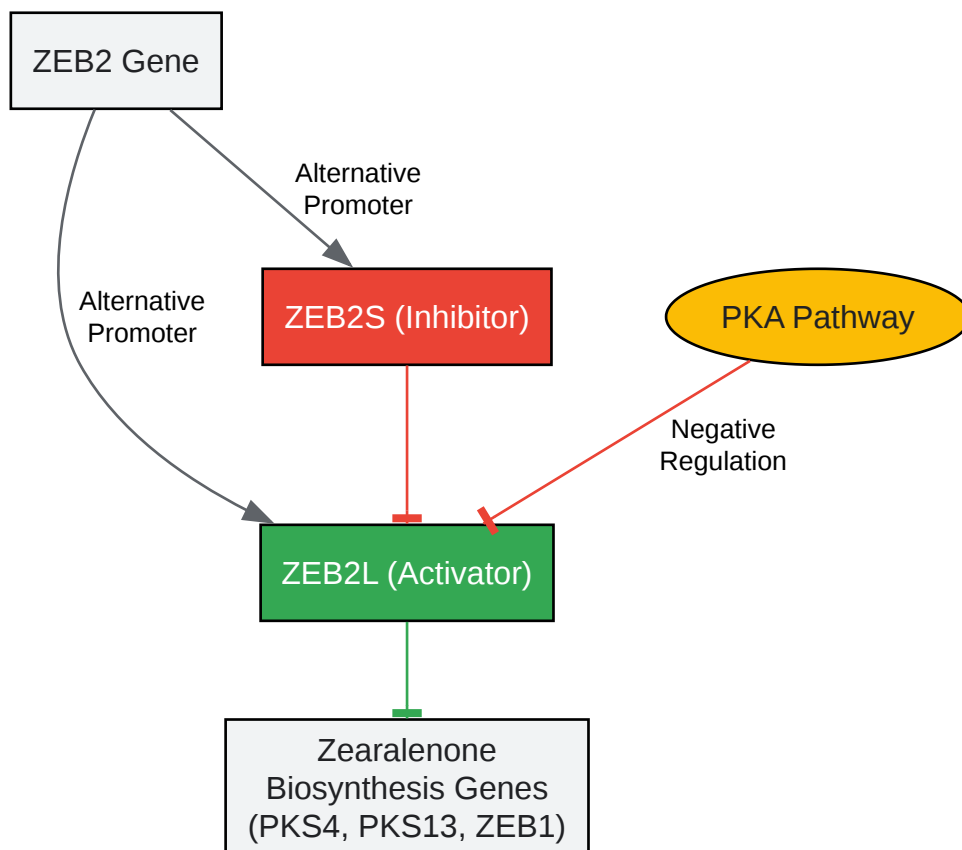 ZEB2 Gene
Alternative
Promoter
Alternative
Promoter
ZEB2S (Inhibitor)
PKA Pathway
Negative
Regulation
ZEB2L (Activator)
Zearalenone
Biosynthesis Genes
(PKS4, PKS13, ZEB1)